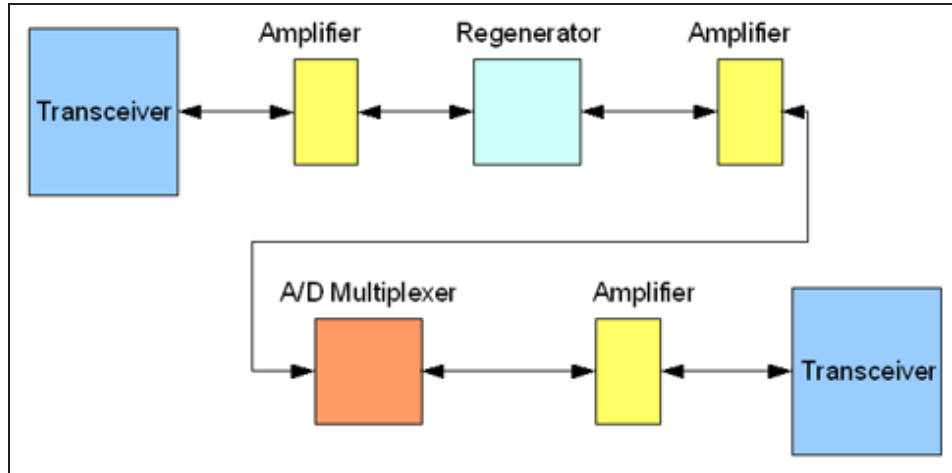 Amplifier
Regenerator
Amplifier
Transceiver
A/D Multiplexer
Amplifier
Transceiver